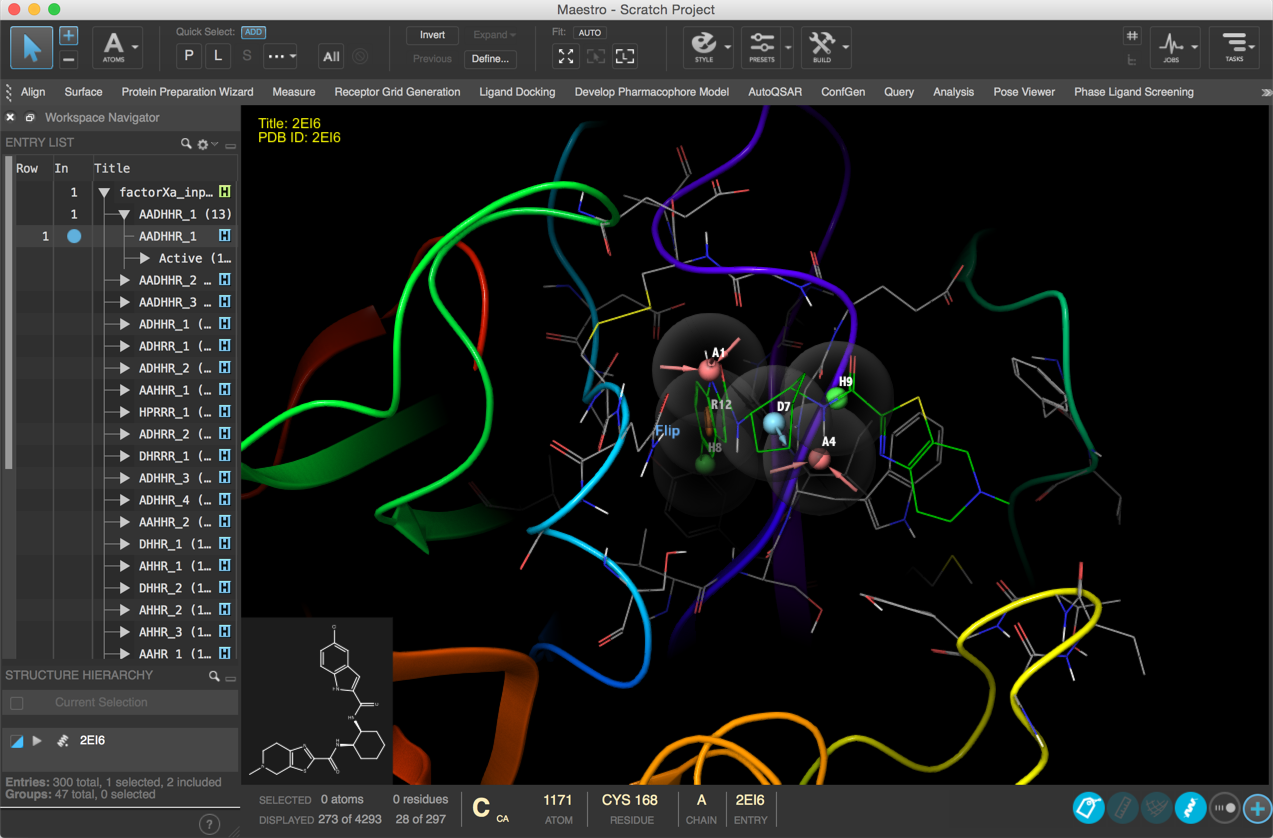 Maestro - Scratch Project
Quick Select: ADD
Invert
Expand
Fit: AUTO
A
ATOMS
P
L
S
All
Previous
Define...
STYLE
PRESETS
BUILD
JOBS
TASKS
Align
Surface
Protein Preparation Wizard
Measure
Receptor Grid Generation
Ligand Docking
Develop Pharmacophore Model
AutoQSAR
ConfGen
Query
Analysis
Pose Viewer
Phase Ligand Screening
Workspace Navigator
ENTRY LIST
Row In Title
1 factorXa_inp... H
1 AADHHR_1 (13)
1 AADHHR_1 H
Active (1...
AADHHR_2 ... H
AADHHR_3 ... H
ADHHR_1 (... H
ADHRR_1 (... H
ADHHR_2 (... H
AAHHR_1 (... H
HPRRR_1 (... H
ADHRR_2 (... H
DHRRR_1 (... H
ADHHR_3 (... H
ADHHR_4 (... H
AAHHR_2 (... H
DHHR_1 (1... H
AHHR_1 (1... H
DHHR_2 (1... H
AHHR_2 (1... H
AHHR_3 (1... H
AAHR_1 (1... H
STRUCTURE HIERARCHY
Current Selection
2EI6
Entries: 300 total, 1 selected, 2 included
Groups: 47 total, 0 selected
?
Title: 2EI6
PDB ID: 2EI6
A1
H9
R12
D7
Flip
A4
H8
SELECTED 0 atoms 0 residues
DISPLAYED 273 of 4293 28 of 297
C CA
1171
ATOM
CYS 168
RESIDUE
A
CHAIN
2EI6
ENTRY